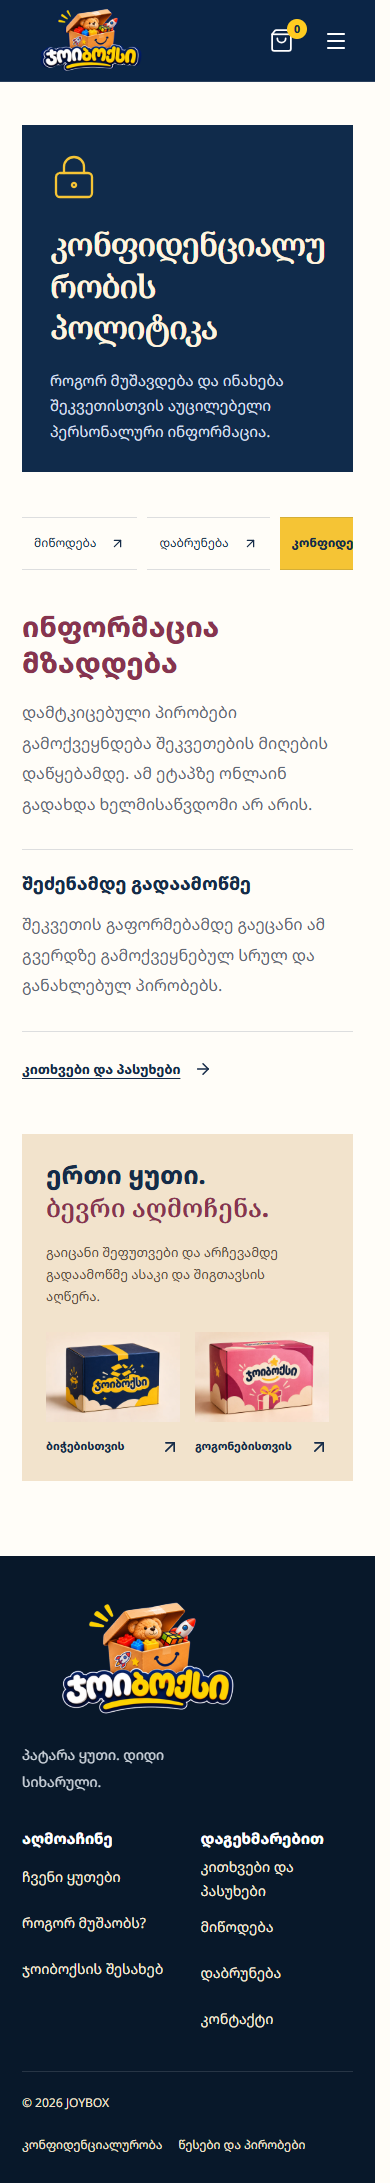 ჯოიბოქსი
0
კონფიდენციალუ
რობის
პოლიტიკა
როგორ მუშავდება და ინახება
შეკვეთისთვის აუცილებელი
პერსონალური ინფორმაცია.
მიწოდება
დაბრუნება
კონფიდე
ინფორმაცია
მზადდება
დამტკიცებული პირობები
გამოქვეყნდება შეკვეთების მიღების
დაწყებამდე. ამ ეტაპზე ონლაინ
გადახდა ხელმისაწვდომი არ არის.
შეძენამდე გადაამოწმე
შეკვეთის გაფორმებამდე გაეცანი ამ
გვერდზე გამოქვეყნებულ სრულ და
განახლებულ პირობებს.
კითხვები და პასუხები
ერთი ყუთი.
ბევრი აღმოჩენა.
გაიცანი შეფუთვები და არჩევამდე
გადაამოწმე ასაკი და შიგთავსის
აღწერა.
ჯოიბოქსი
ჯოიბოქსი
ბიჭებისთვის
გოგონებისთვის
ჯოიბოქსი
პატარა ყუთი. დიდი
სიხარული.
აღმოაჩინე
ჩვენი ყუთები
როგორ მუშაობს?
ჯოიბოქსის შესახებ
დაგეხმარებით
კითხვები და
პასუხები
მიწოდება
დაბრუნება
კონტაქტი
© 2026 JOYBOX
კონფიდენციალურობა
წესები და პირობები